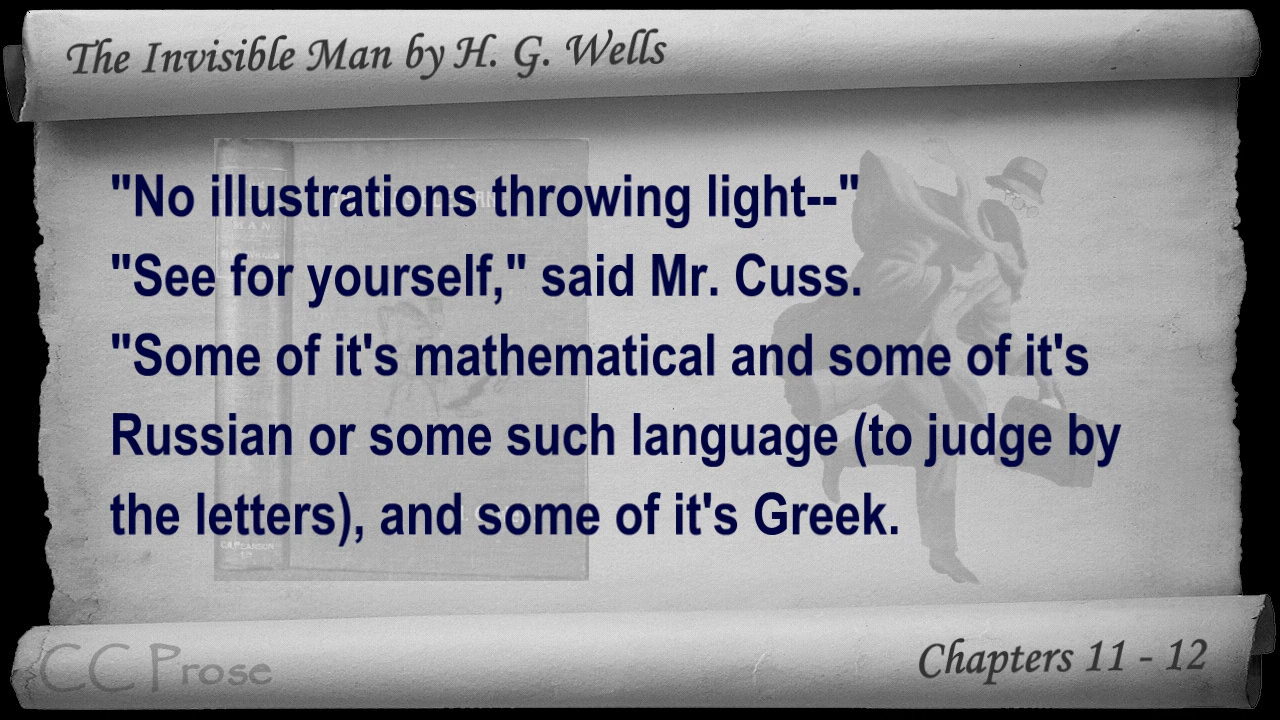 The Invisible Man by H. G. Wells
"No illustrations throwing light--"
"See for yourself," said Mr. Cuss.
"Some of it's mathematical and some of it's
Russian or some such language (to judge by
the letters), and some of it's Greek.
CC Prose
Chapters 11 - 12